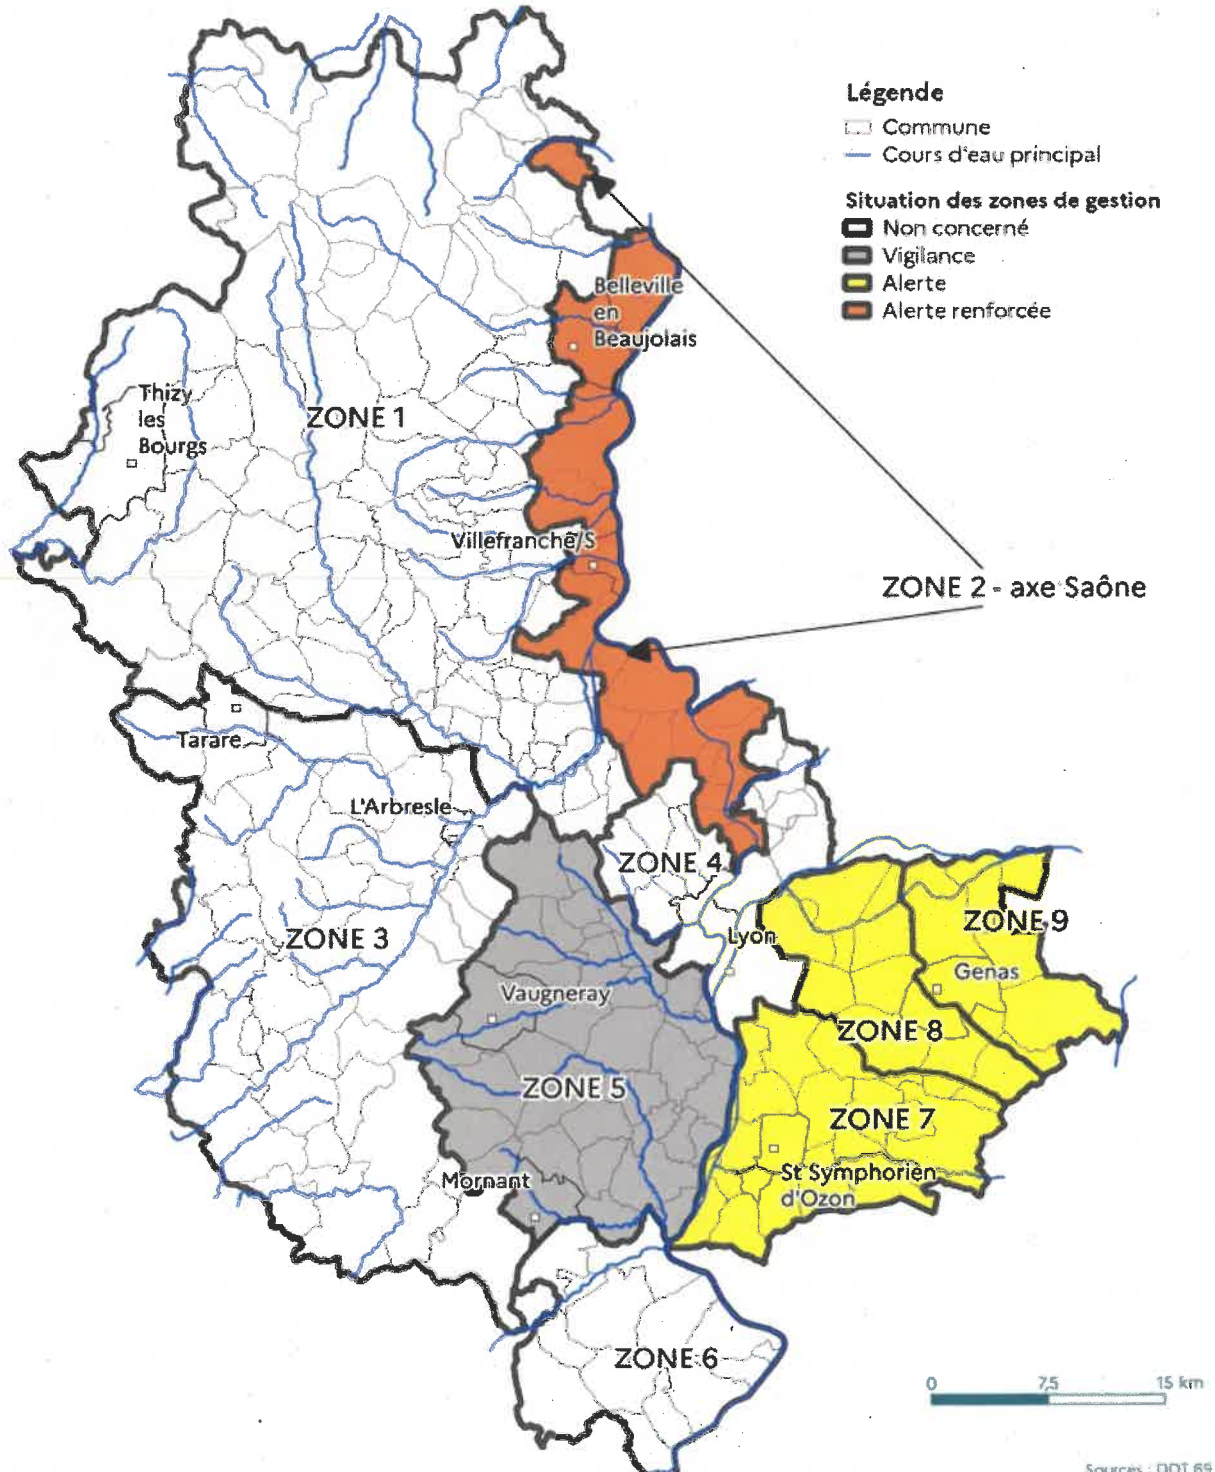 Légende
Commune
Cours d'eau principal
Situation des zones de gestion
Non concerné
Vigilance
Alerte
Alerte renforcée
Belleville
en
Beaujolais
Thizy
les
Bourgs
ZONE 1
Villefranche/S
ZONE 2 - axe Saône
Tarare
L'Arbresle
ZONE 4
ZONE 9
Lyon
ZONE 3
Genas
Vaugneray
ZONE 8
ZONE 5
ZONE 7
St Symphorien
d'Ozon
Mornant
ZONE 6
0 7,5 15 km
Sources : DDT 69